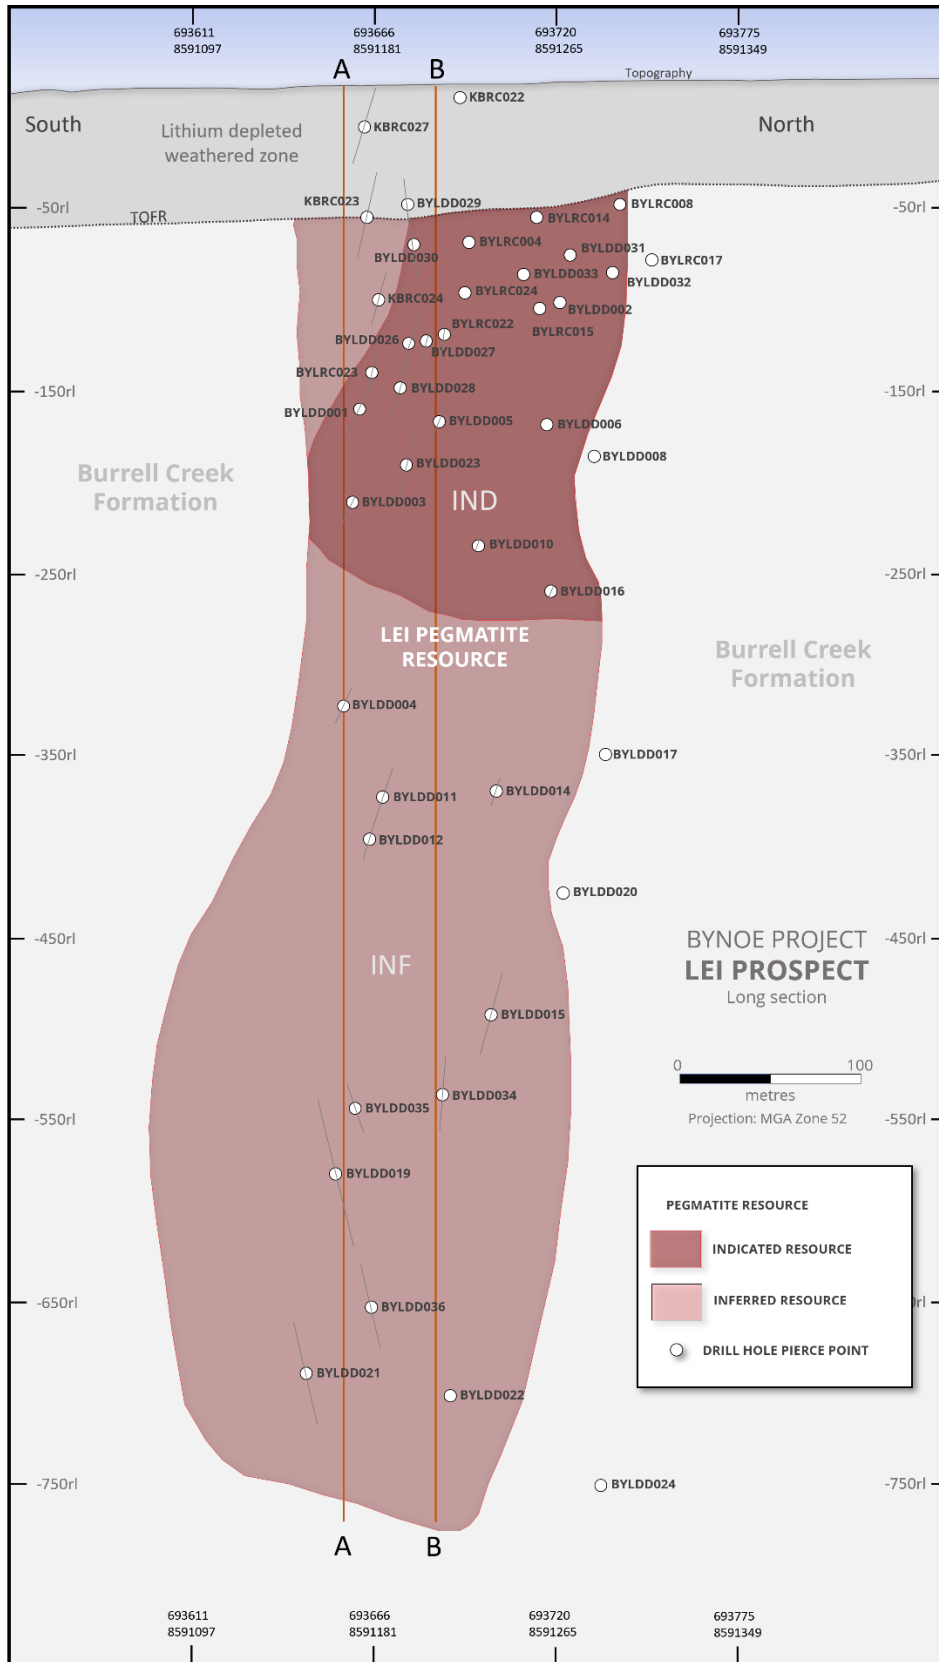 693611
8591097
693666
8591181
693720
8591265
693775
8591349
A
B
Topography
KBRC022
South
Lithium depleted
weathered zone
KBRC027
North
KBRC023
BYLDD029
BYLRC008
-50rl
-50rl
TOFR
BYLRC014
BYLRC004
BYLDD031
BYLDD030
BYLRC017
BYLDD033
BYLDD032
BYLRC024
KBRC024
BYLDD002
BYLRC022
BYLRC015
BYLDD026
BYLDD027
BYLRC023
-150rl
BYLDD028
-150rl
BYLDD001
BYLDD005
BYLDD006
BYLDD008
BYLDD023
Burrell Creek
Formation
BYLDD003
IND
BYLDD010
-250rl
-250rl
BYLDD016
LEI PEGMATITE
RESOURCE
Burrell Creek
Formation
BYLDD004
-350rl
BYLDD017
-350rl
BYLDD011
BYLDD014
BYLDD012
BYLDD020
-450rl
BYNOE PROJECT
-450rl
INF
LEI PROSPECT
Long section
BYLDD015
0
100
metres
BYLDD034
BYLDD035
Projection: MGA Zone 52
-550rl
-550rl
BYLDD019
PEGMATITE RESOURCE
INDICATED RESOURCE
INFERRED RESOURCE
-650rl
rl
BYLDD036
DRILL HOLE PIERCE POINT
BYLDD021
BYLDD022
-750rl
BYLDD024
-750rl
A
B
693611
8591097
693666
8591181
693720
8591265
693775
8591349